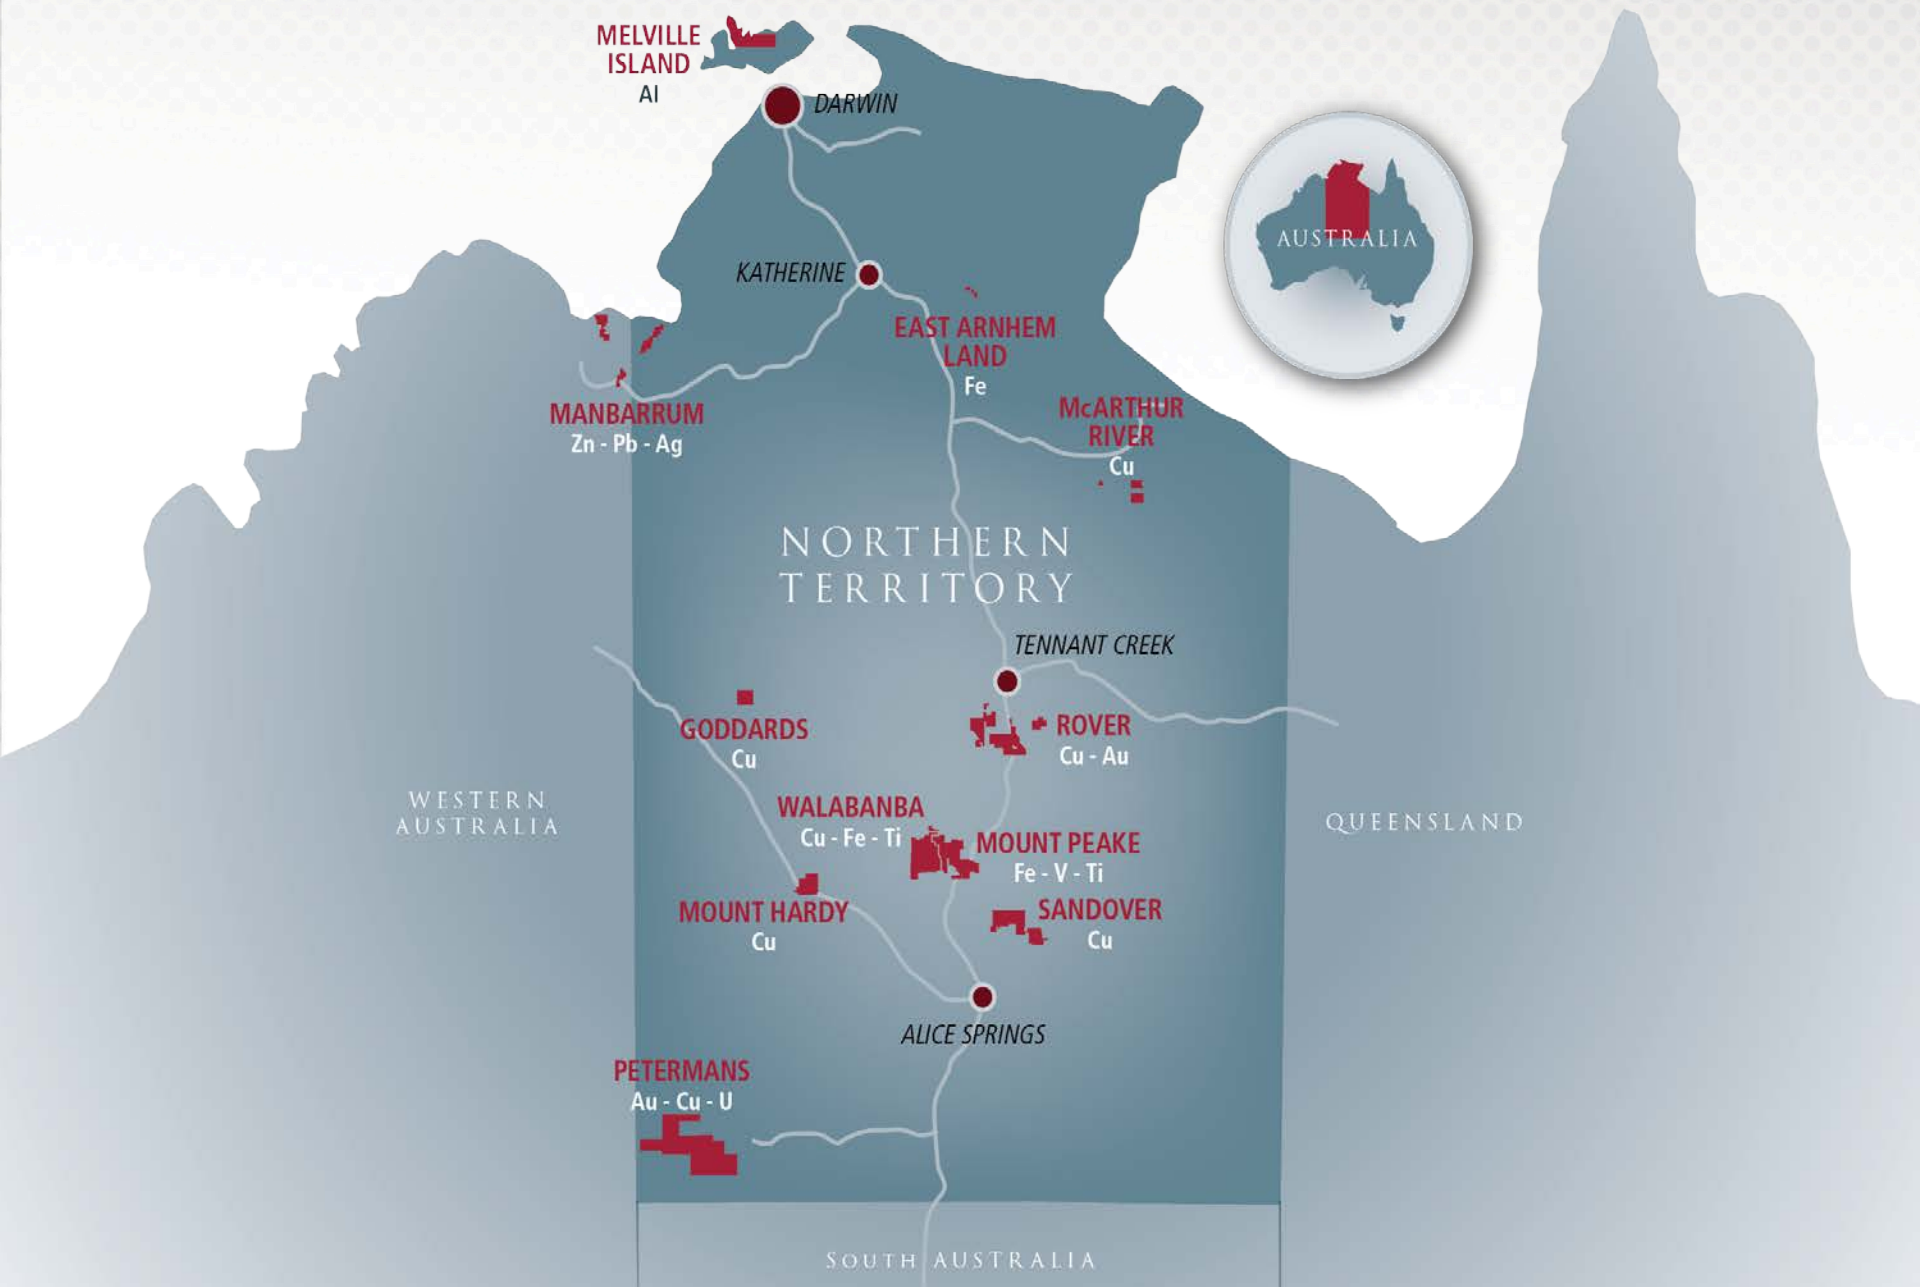 MELVILLE
ISLAND
Al
DARWIN
KATHERINE
AUSTRALIA
EAST ARNHEM
LAND
Fe
MANBARRUM
Zn - Pb - Ag
McARTHUR
RIVER
Cu
NORTHERN
TERRITORY
TENNANT CREEK
GODDARDS
Cu
ROVER
Cu - Au
WESTERN
AUSTRALIA
WALABANBA
Cu - Fe - Ti
MOUNT PEAKE
Fe - V - Ti
QUEENSLAND
MOUNT HARDY
Cu
SANDOVER
Cu
ALICE SPRINGS
PETERMANS
Au - Cu - U
SOUTH AUSTRALIA